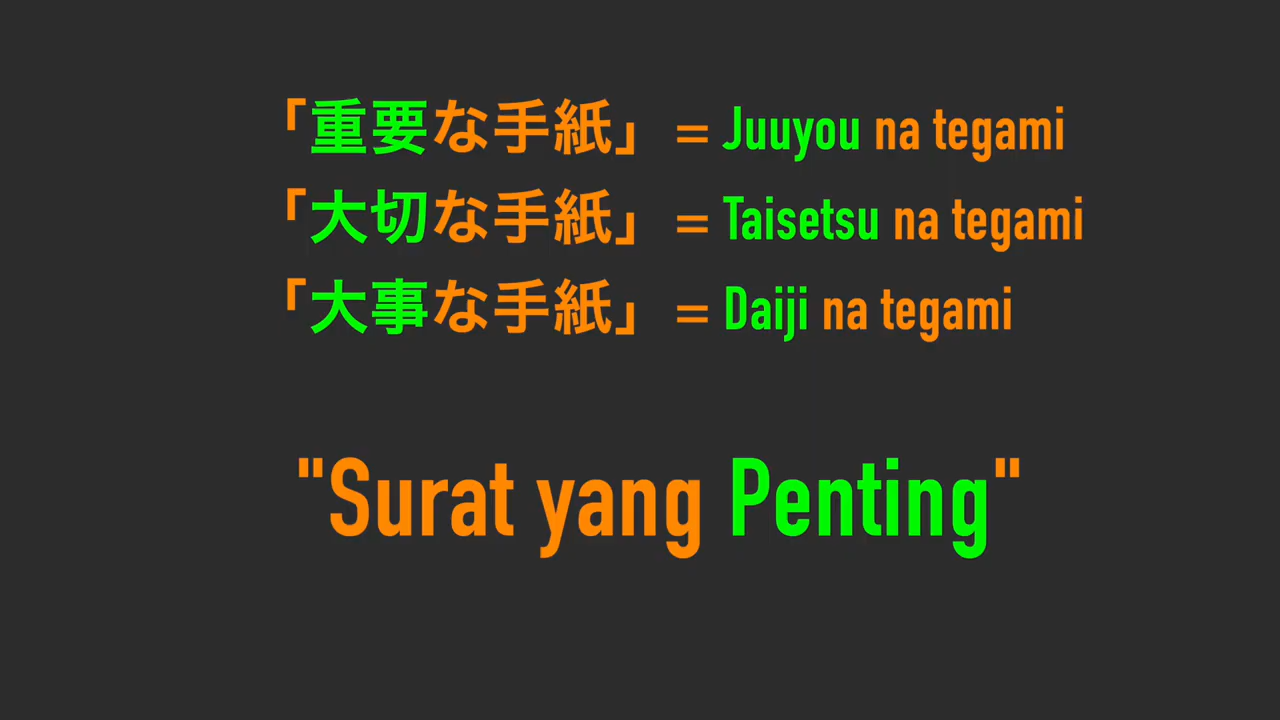 「重要な手紙」 = Juuyou na tegami
「大切な手紙」 = Taisetsu na tegami
「大事な手紙」 = Daiji na tegami
"Surat yang Penting"